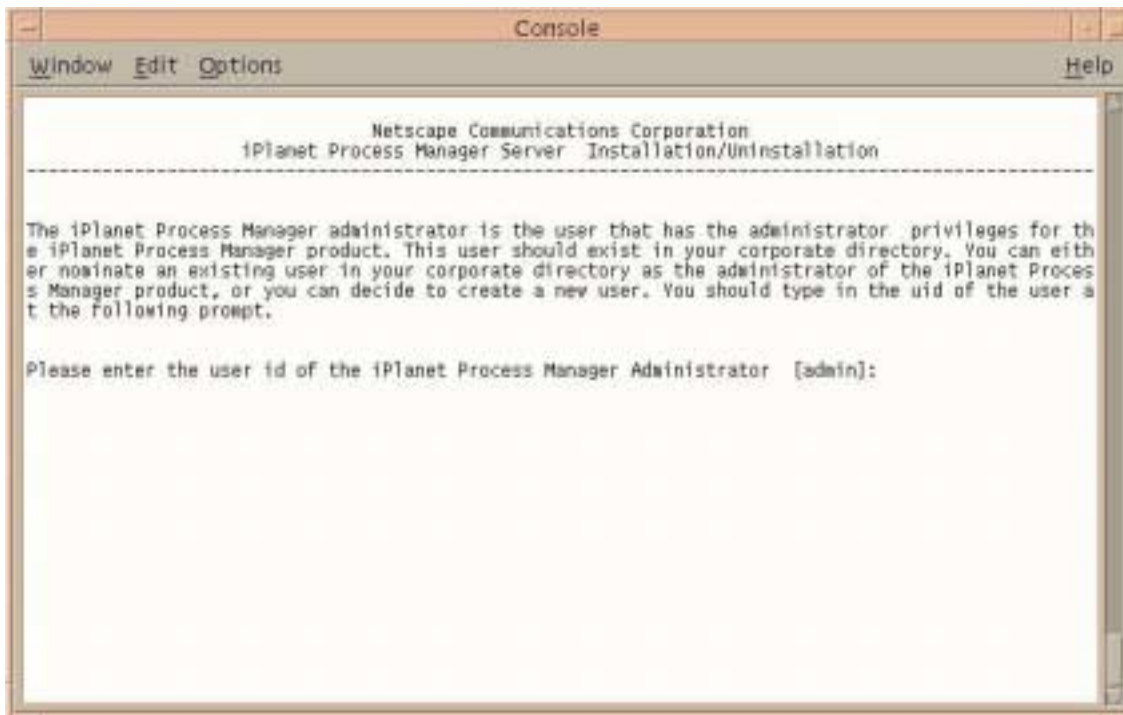 Console
Window Edit Options Help
Netscape Communications Corporation
iPlanet Process Manager Server Installation/Uninstallation
--------------------------------------------------------------------------------
The iPlanet Process Manager administrator is the user that has the administrator  privileges for th
e iPlanet Process Manager product. This user should exist in your corporate directory. You can eith
er nominate an existing user in your corporate directory as the administrator of the iPlanet Proces
s Manager product, or you can decide to create a new user. You should type in the uid of the user a
t the following prompt.
Please enter the user id of the iPlanet Process Manager Administrator  [admin]: